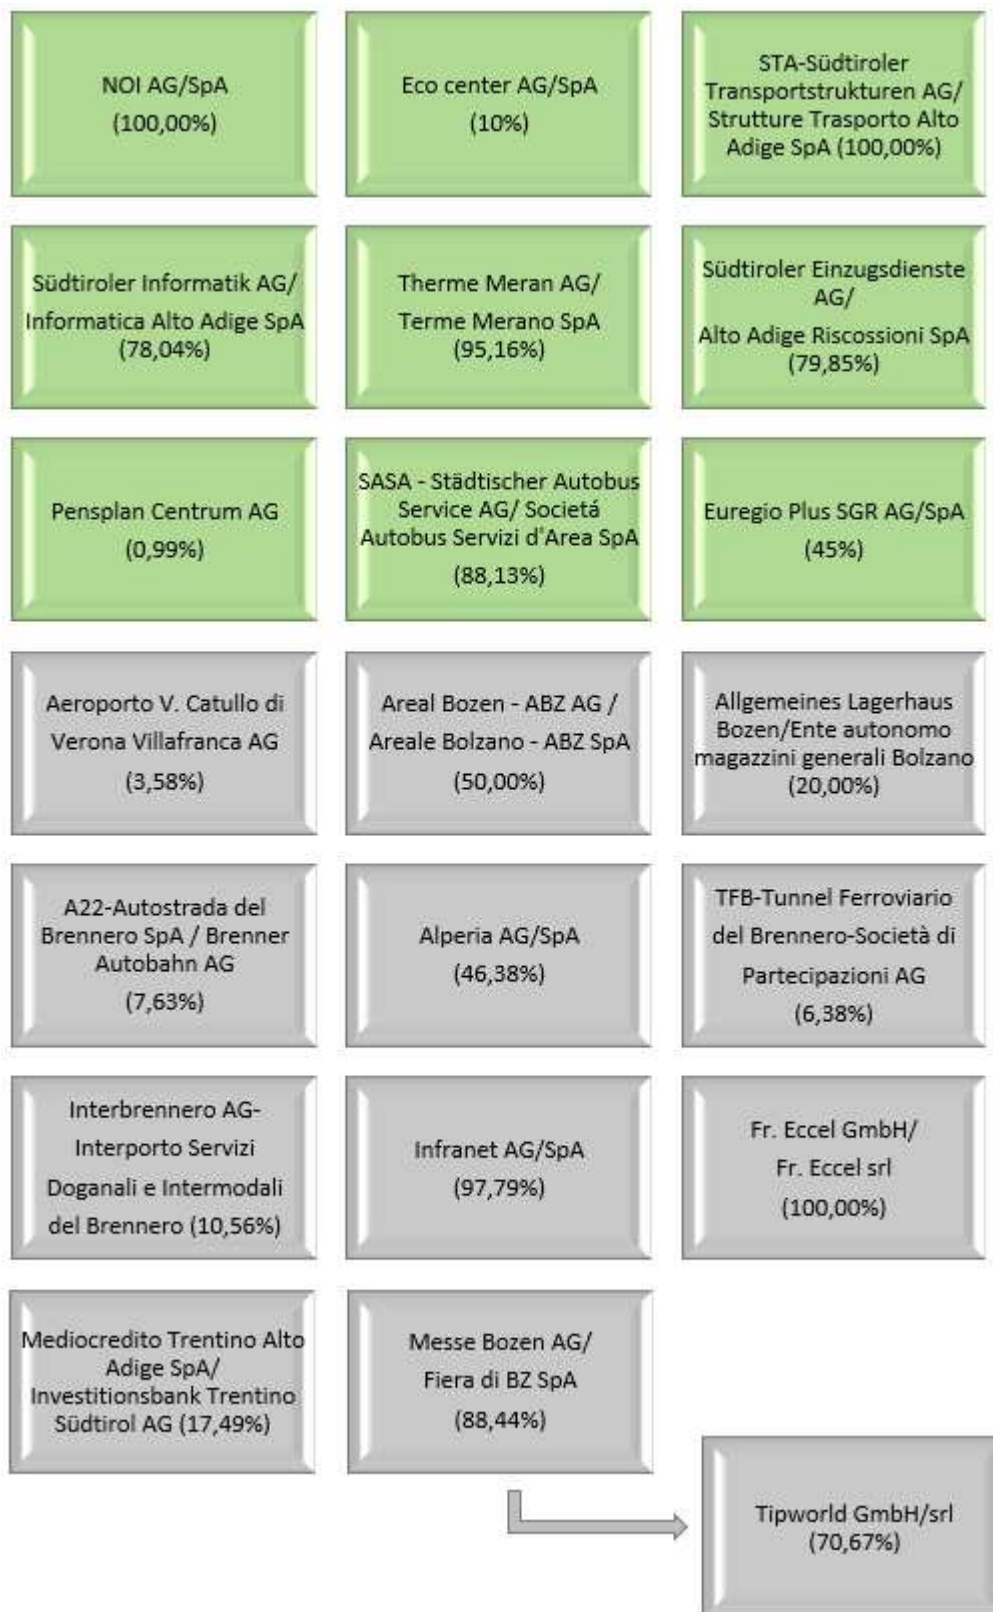 NOI AG/SpA
(100,00%)
Eco center AG/SpA
(10%)
STA-Südtiroler
Transportstrukturen AG/
Strutture Trasporto Alto
Adige SpA (100,00%)
Südtiroler Informatik AG/
Informatica Alto Adige SpA
(78,04%)
Therme Meran AG/
Terme Merano SpA
(95,16%)
Südtiroler Einzugsdienste
AG/
Alto Adige Riscossioni SpA
(79,85%)
Pensplan Centrum AG
(0,99%)
SASA - Städtischer Autobus
Service AG/ Societá
Autobus Servizi d'Area SpA
(88,13%)
Euregio Plus SGR AG/SpA
(45%)
Aeroporto V. Catullo di
Verona Villafranca AG
(3,58%)
Areal Bozen - ABZ AG /
Areale Bolzano - ABZ SpA
(50,00%)
Allgemeines Lagerhaus
Bozen/Ente autonomo
magazzini generali Bolzano
(20,00%)
A22-Autostrada del
Brennero SpA / Brenner
Autobahn AG
(7,63%)
Alperia AG/SpA
(46,38%)
TFB-Tunnel Ferroviario
del Brennero-Società di
Partecipazioni AG
(6,38%)
Interbrennero AG-
Interporto Servizi
Doganali e Intermodali
del Brennero (10,56%)
Infranet AG/SpA
(97,79%)
Fr. Eccel GmbH/
Fr. Eccel srl
(100,00%)
Mediocredito Trentino Alto
Adige SpA/
Investitionsbank Trentino
Südtirol AG (17,49%)
Messe Bozen AG/
Fiera di BZ SpA
(88,44%)
Tipworld GmbH/srl
(70,67%)